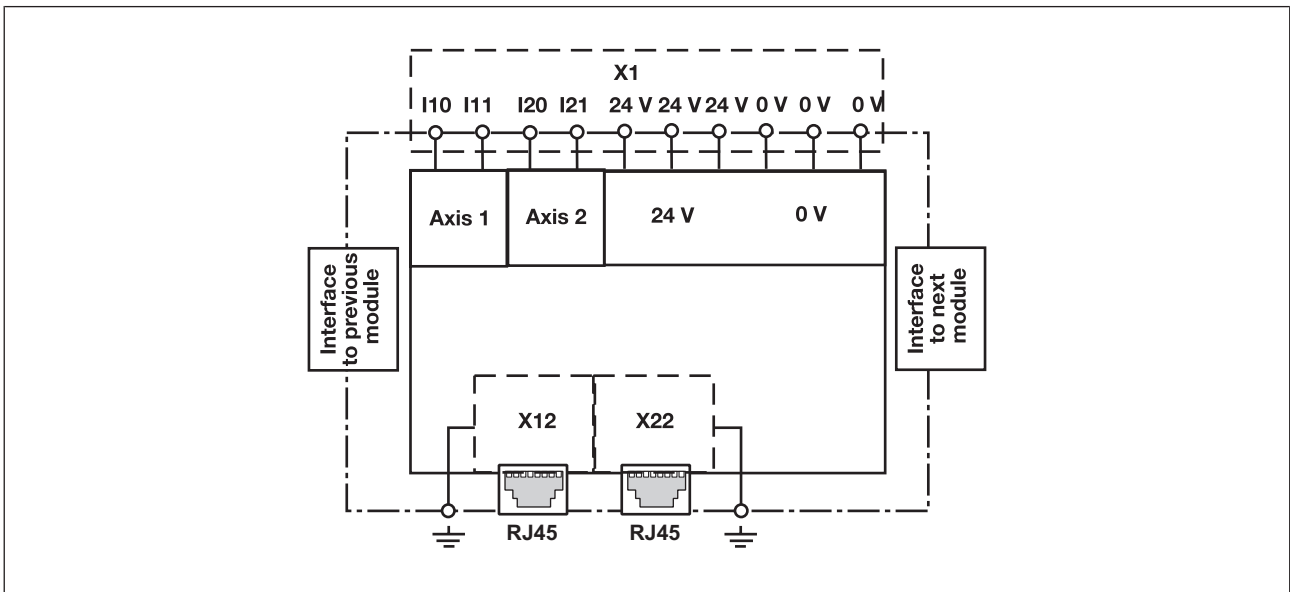 X1
I10 I11 I20 I21 24 V 24 V 24 V 0 V 0 V 0 V
Axis 1 Axis 2 24 V 0 V
Interface
to previous
module
Interface
to next
module
X12 X22
RJ45 RJ45